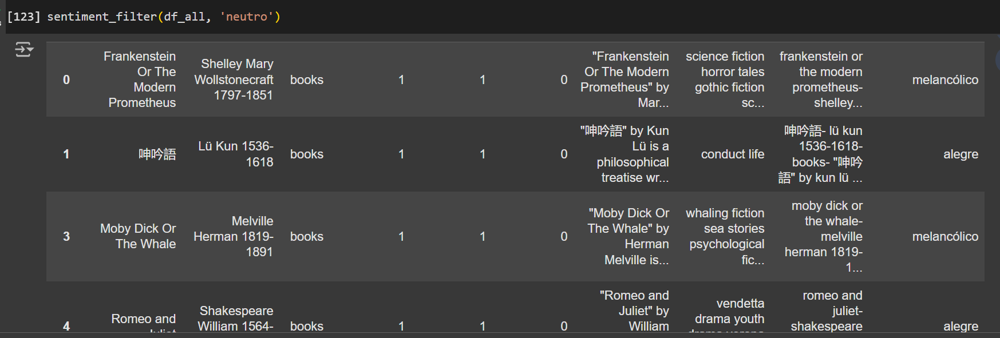 [123] sentiment_filter(df_all, 'neutro')
0 Frankenstein Or The Modern Prometheus Shelley Mary Wollstonecraft 1797-1851 books 1 1 0 "Frankenstein Or The Modern Prometheus" by Mar... science fiction horror tales gothic fiction sc... frankenstein or the modern prometheus- shelley... melancólico
1 呻吟語 Lü Kun 1536-1618 books 1 1 0 "呻吟語" by Kun Lü is a philosophical treatise wr... conduct life 呻吟語- lü kun 1536-1618- books- "呻吟語" by kun lü ... alegre
3 Moby Dick Or The Whale Melville Herman 1819-1891 books 1 1 0 "Moby Dick Or The Whale" by Herman Melville is... whaling fiction sea stories psychological fic... moby dick or the whale- melville herman 1819-1... melancólico
4 Romeo and Shakespeare William 1564- books 1 1 0 "Romeo and Juliet" by William vendetta drama youth romeo and juliet- shakespeare alegre